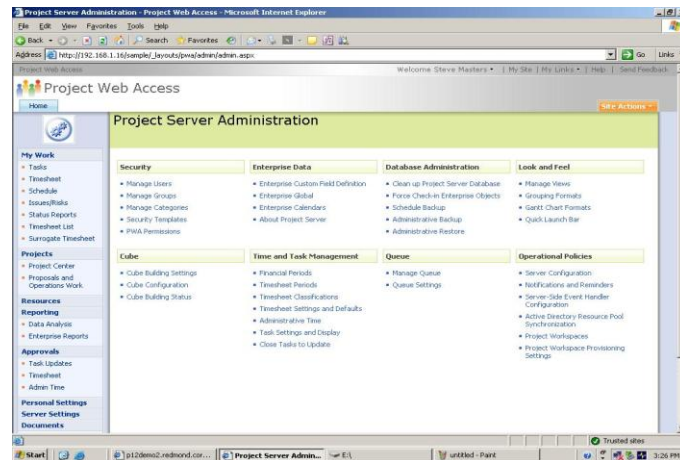 Project Server Administration - Project Web Access - Microsoft Internet Explorer
File Edit View Favorites Tools Help
Back Search Favorites
Address http://192.168.1.16/sample/_layouts/pwa/admin/admin.aspx Go Links
Project Web Access Welcome Steve Masters | My Site | My Links | Help | Send Feedback
Project Web Access
Home Site Actions
Project Server Administration
My Work
Tasks
Timesheet
Schedule
Issues/Risks
Status Reports
Timesheet List
Surrogate Timesheet
Projects
Project Center
Proposals and
Operations Work
Resources
Reporting
Data Analysis
Enterprise Reports
Approvals
Task Updates
Timesheet
Admin Time
Personal Settings
Server Settings
Documents
Security
Manage Users
Manage Groups
Manage Categories
Security Templates
PWA Permissions
Enterprise Data
Enterprise Custom Field Definition
Enterprise Global
Enterprise Calendars
About Project Server
Database Administration
Clean up Project Server Database
Force Check-in Enterprise Objects
Schedule Backup
Administrative Backup
Administrative Restore
Look and Feel
Manage Views
Grouping Formats
Gantt Chart Formats
Quick Launch Bar
Cube
Cube Building Settings
Cube Configuration
Cube Building Status
Time and Task Management
Financial Periods
Timesheet Periods
Timesheet Classifications
Timesheet Settings and Defaults
Administrative Time
Task Settings and Display
Close Tasks to Update
Queue
Manage Queue
Queue Settings
Operational Policies
Server Configuration
Notifications and Reminders
Server-Side Event Handler
Configuration
Active Directory Resource Pool
Synchronization
Project Workspaces
Project Workspace Provisioning
Settings
Trusted sites
Start p12demo2.redmond.cor... Project Server Admin... E:\ untitled - Paint 3:26 PM